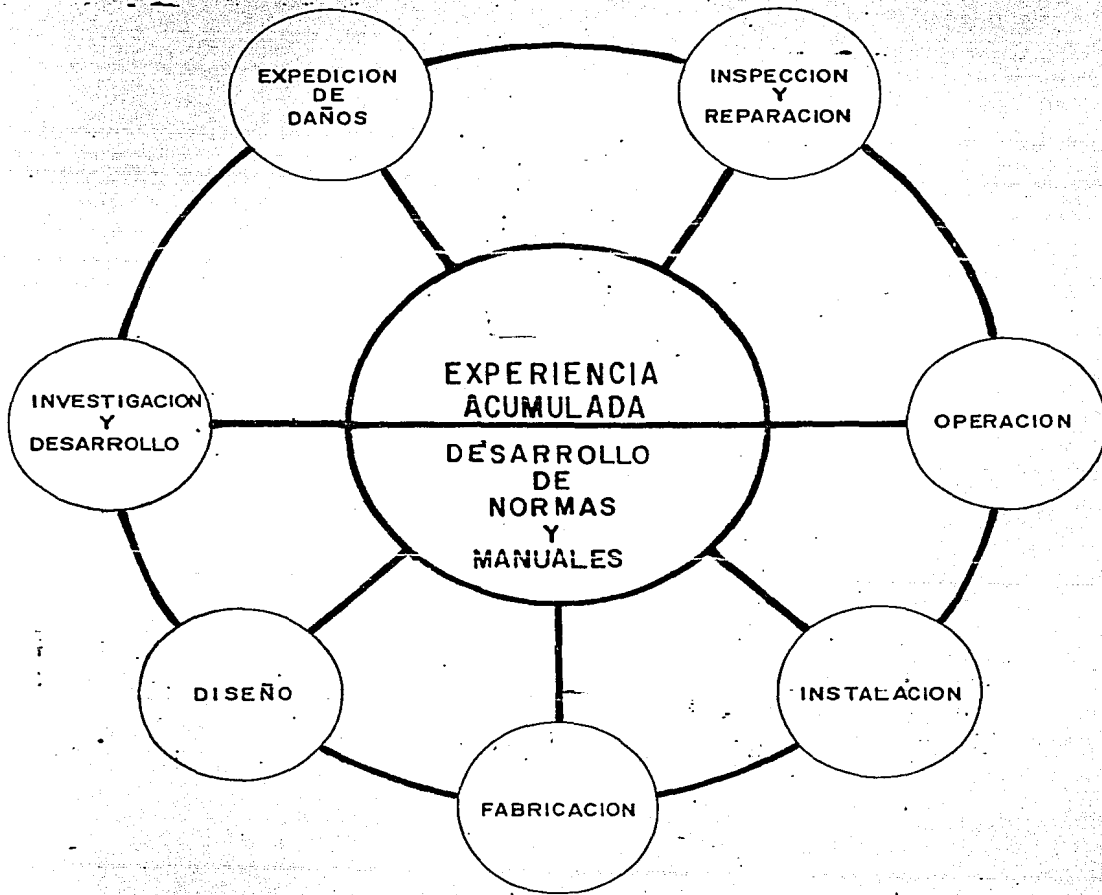 EXPEDICION
DE
DAÑOS
INSPECCION
Y
REPARACION
INVESTIGACION
Y
DESARROLLO
EXPERIENCIA
ACUMULADA
DESARROLLO
DE
NORMAS
Y
MANUALES
OPERACION
DISEÑO
INSTALACION
FABRICACION